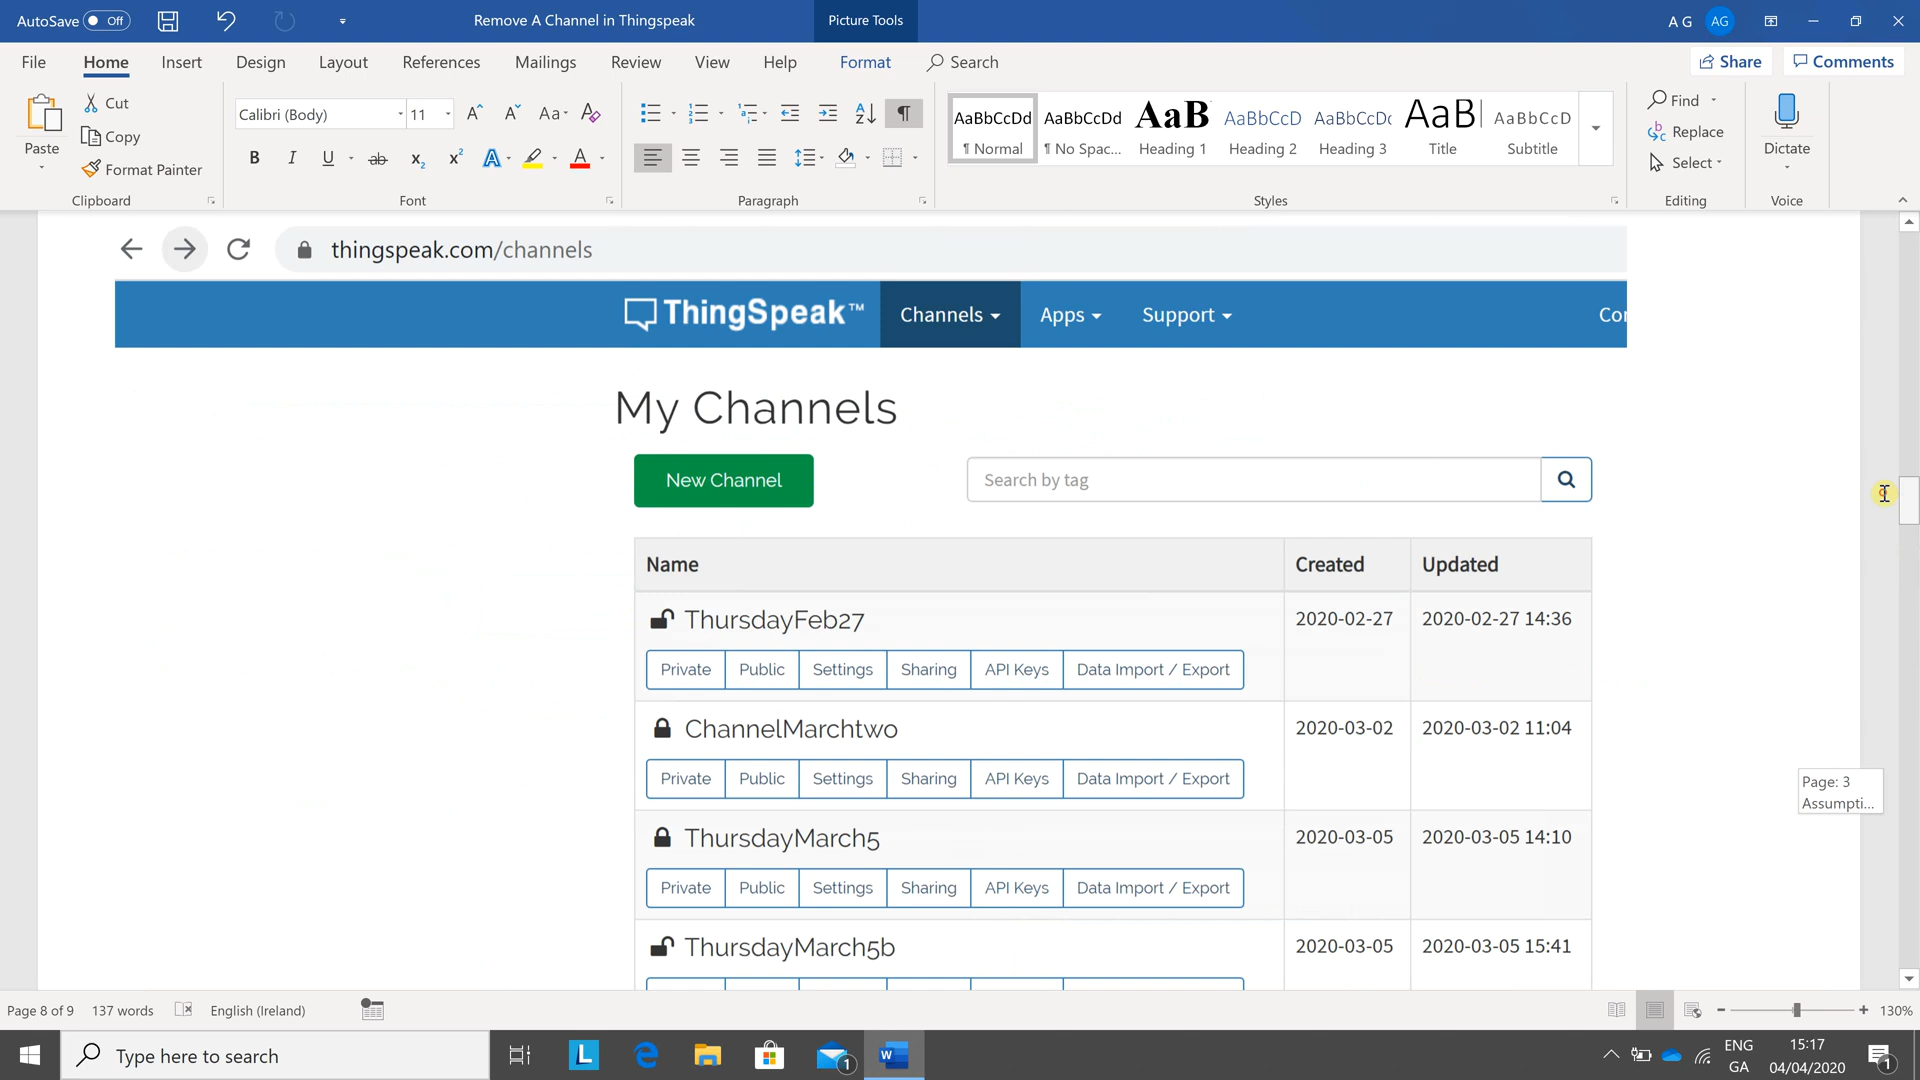 AutoSave Off
Remove A Channel in Thingspeak
Picture Tools
A G
AG
File Home Insert Design Layout References Mailings Review View Help Format Search
Share Comments
Paste
Cut
Copy
Format Painter
Clipboard
Calibri (Body) 11
Font
Paragraph
AaBbCcDd AaBbCcDd AaBbC AaBbCcD AaBbCcDc AaB AaBbCcD
¶ Normal ¶ No Spac... Heading 1 Heading 2 Heading 3 Title Subtitle
Styles
Find
Replace
Select
Editing
Dictate
Voice
thingspeak.com/channels
ThingSpeak™
Channels Apps Support Cor
My Channels
New Channel
Search by tag
Name Created Updated
ThursdayFeb27 2020-02-27 2020-02-27 14:36
Private Public Settings Sharing API Keys Data Import / Export
ChannelMarchtwo 2020-03-02 2020-03-02 11:04
Private Public Settings Sharing API Keys Data Import / Export
ThursdayMarch5 2020-03-05 2020-03-05 14:10
Private Public Settings Sharing API Keys Data Import / Export
ThursdayMarch5b 2020-03-05 2020-03-05 15:41
Page: 3
Assumpti...
Page 8 of 9 137 words English (Ireland) 130%
Type here to search
ENG
GA
15:17
04/04/2020